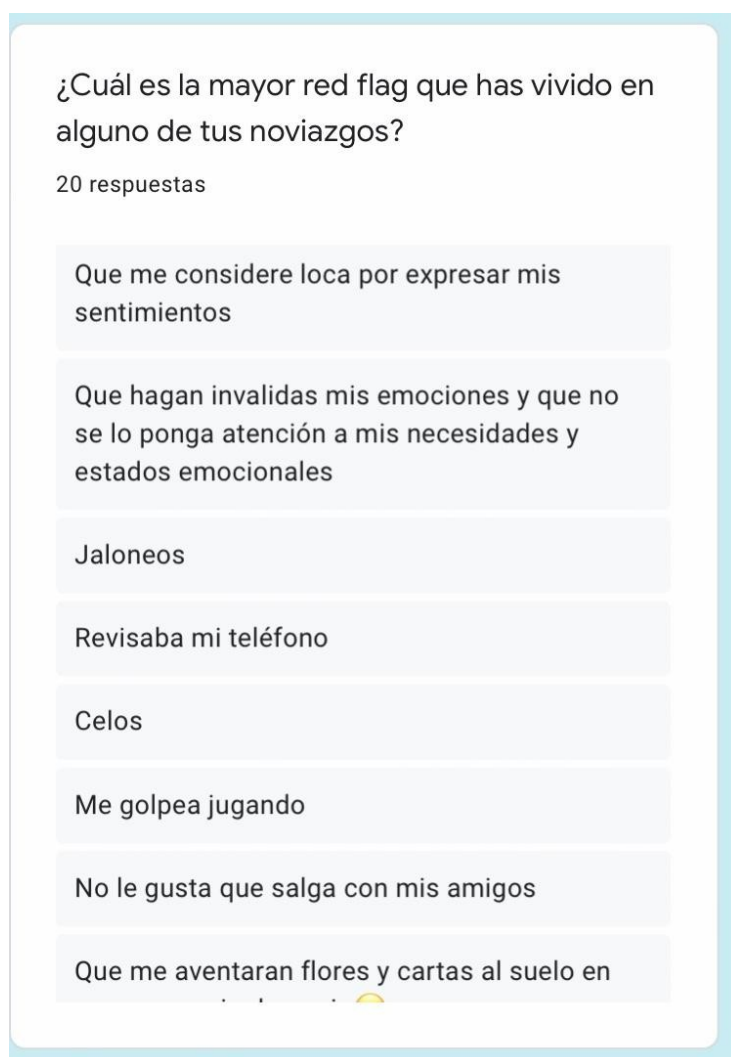 ¿Cuál es la mayor red flag que has vivido en
alguno de tus noviazgos?
20 respuestas
Que me considere loca por expresar mis
sentimientos
Que hagan invalidas mis emociones y que no
se lo ponga atención a mis necesidades y
estados emocionales
Jaloneos
Revisaba mi teléfono
Celos
Me golpea jugando
No le gusta que salga con mis amigos
Que me aventaran flores y cartas al suelo en